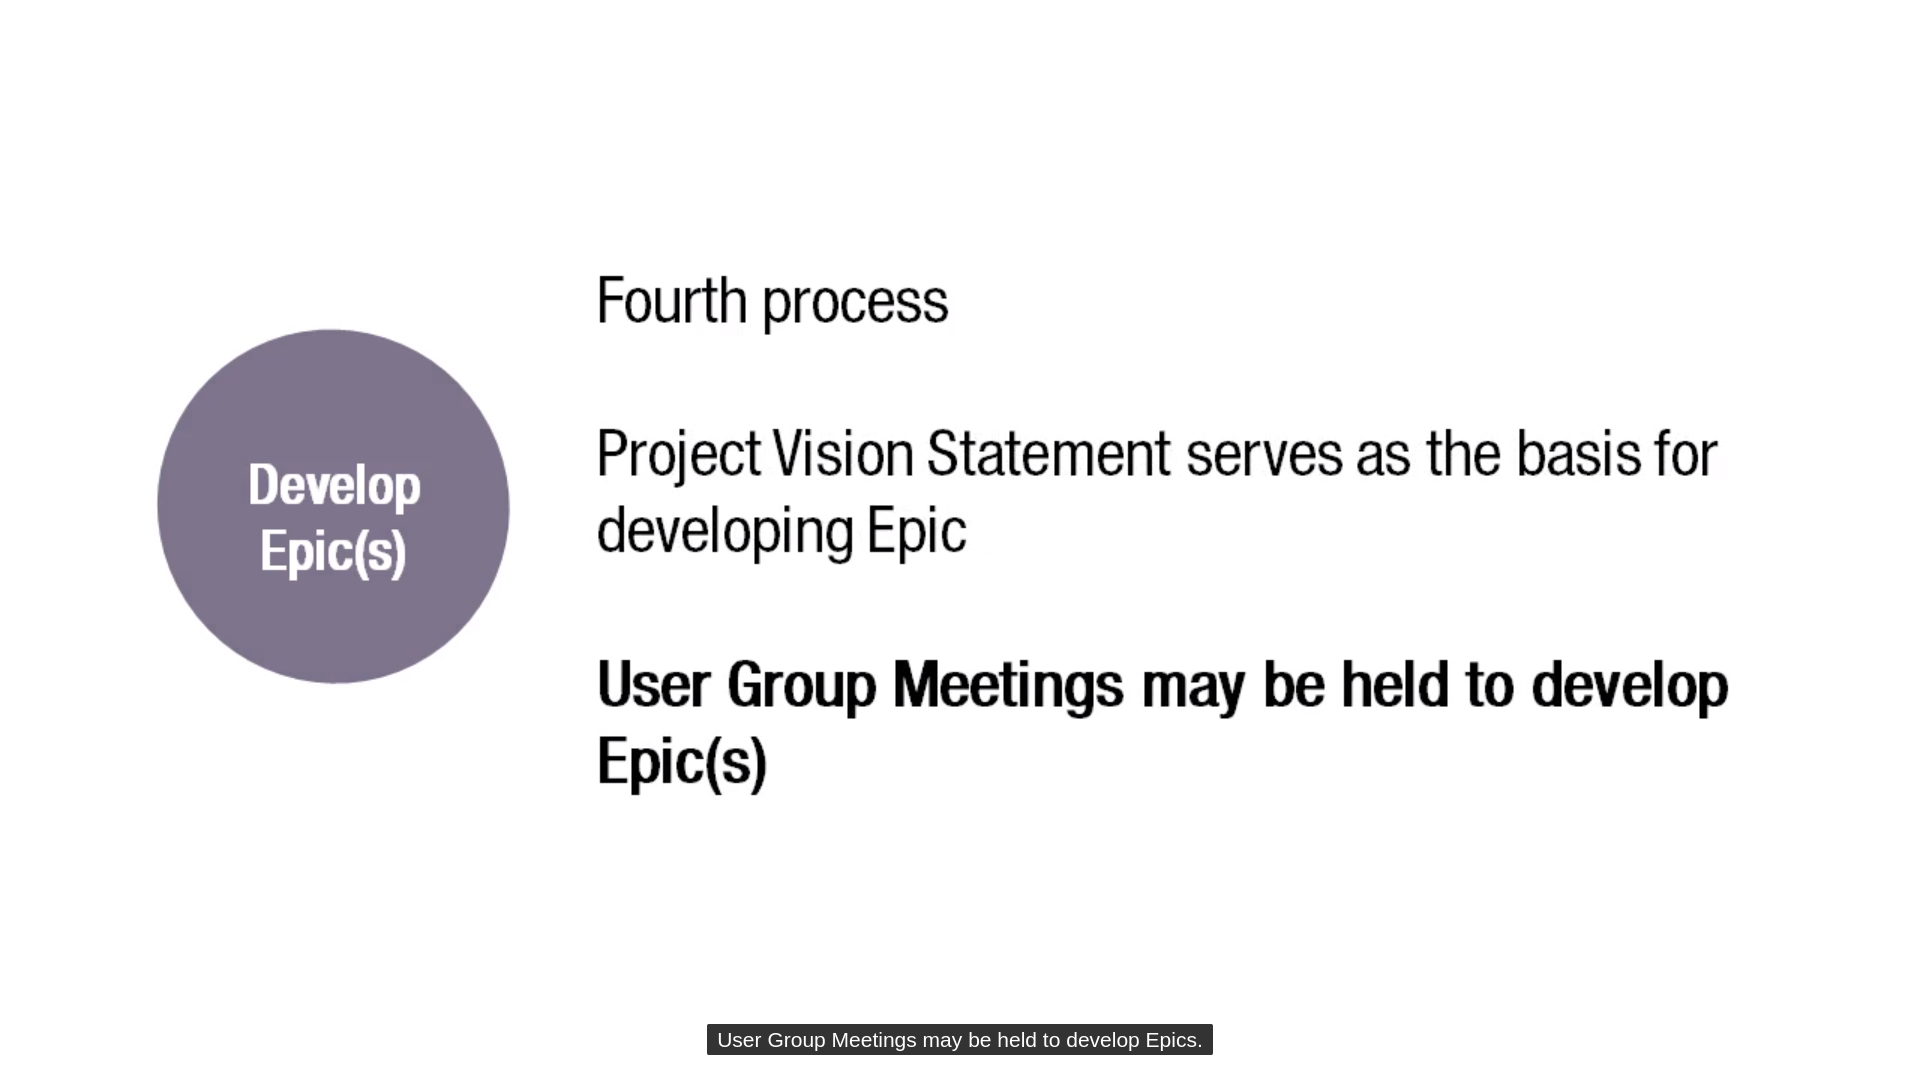 Develop
Epic(s)
Fourth process
Project Vision Statement serves as the basis for
developing Epic
User Group Meetings may be held to develop
Epic(s)
User Group Meetings may be held to develop Epics.